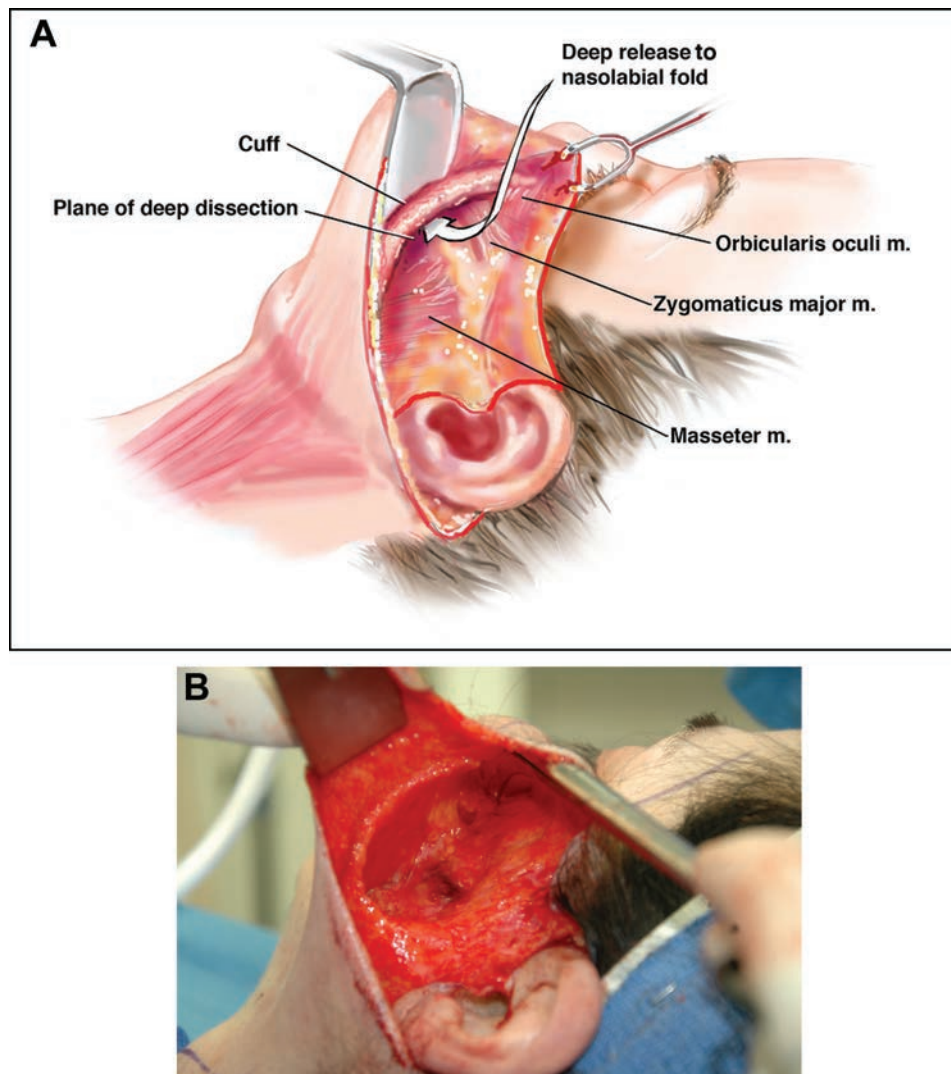 A
Deep release to
nasolabial fold
Cuff
Plane of deep dissection
Orbicularis oculi m.
Zygomaticus major m.
Masseter m.
B